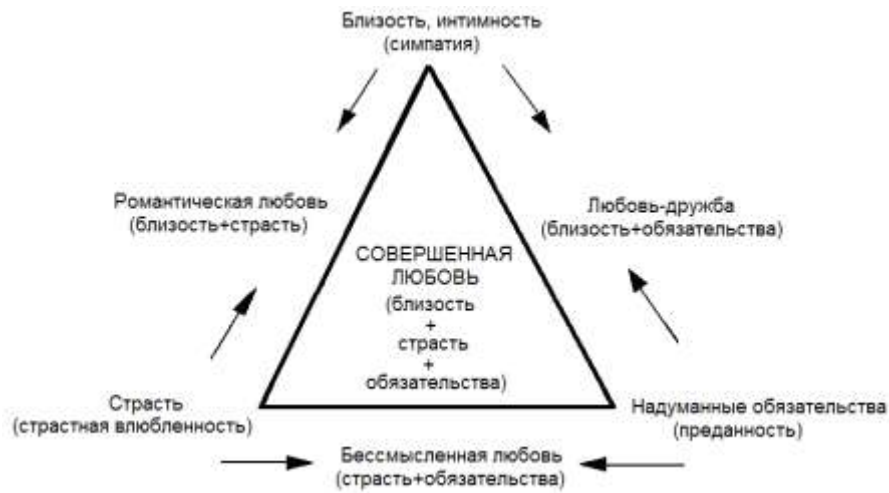 Близость, интимность
(симпатия)
Романтическая любовь
(близость+страсть)
Любовь-дружба
(близость+обязательства)
СОВЕРШЕННАЯ
ЛЮБОВЬ
(близость
+
страсть
+
обязательства)
Страсть
(страстная влюбленность)
Надуманные обязательства
(преданность)
Бессмысленная любовь
(страсть+обязательства)